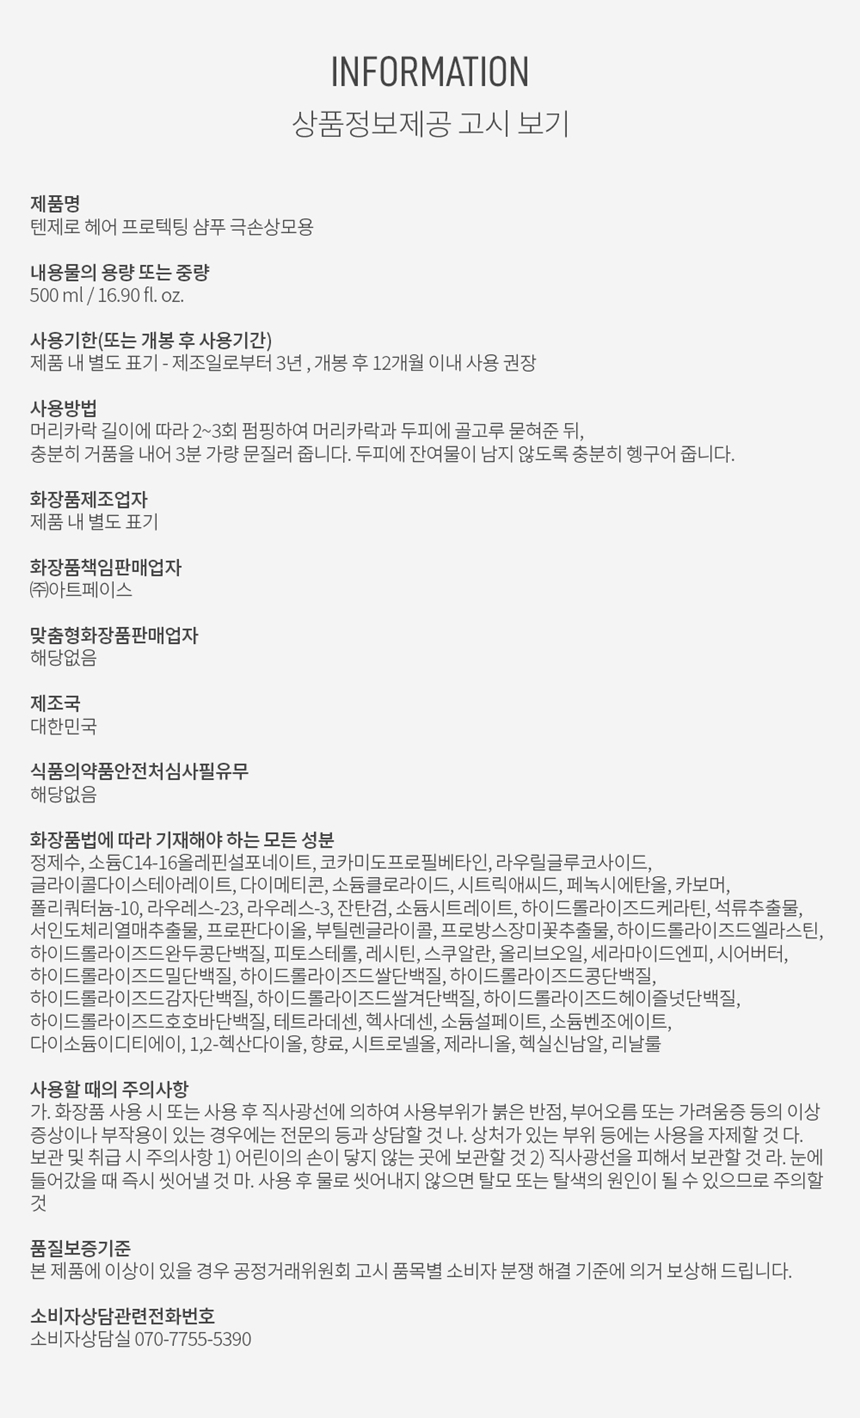 INFORMATION
상품정보제공 고시 보기
제품명
텐제로 헤어 프로텍팅 샴푸 극손상모용
내용물의 용량 또는 중량
500 ml / 16.90 fl. oz.
사용기한(또는 개봉 후 사용기간)
제품 내 별도 표기 - 제조일로부터 3년 , 개봉 후 12개월 이내 사용 권장
사용방법
머리카락 길이에 따라 2~3회 펌핑하여 머리카락과 두피에 골고루 묻혀준 뒤,
충분히 거품을 내어 3분 가량 문질러 줍니다. 두피에 잔여물이 남지 않도록 충분히 헹구어 줍니다.
화장품제조업자
제품 내 별도 표기
화장품책임판매업자
㈜아트페이스
맞춤형화장품판매업자
해당없음
제조국
대한민국
식품의약품안전처심사필유무
해당없음
화장품법에 따라 기재해야 하는 모든 성분
정제수, 소듐C14-16올레핀설포네이트, 코카미도프로필베타인, 라우릴글루코사이드,
글라이콜다이스테아레이트, 다이메티콘, 소듐클로라이드, 시트릭애씨드, 페녹시에탄올, 카보머,
폴리쿼터늄-10, 라우레스-23, 라우레스-3, 잔탄검, 소듐시트레이트, 하이드롤라이즈드케라틴, 석류추출물,
서인도체리열매추출물, 프로판다이올, 부틸렌글라이콜, 프로방스장미꽃추출물, 하이드롤라이즈드엘라스틴,
하이드롤라이즈드완두콩단백질, 피토스테롤, 레시틴, 스쿠알란, 올리브오일, 세라마이드엔피, 시어버터,
하이드롤라이즈드밀단백질, 하이드롤라이즈드쌀단백질, 하이드롤라이즈드콩단백질,
하이드롤라이즈드감자단백질, 하이드롤라이즈드쌀겨단백질, 하이드롤라이즈드헤이즐넛단백질,
하이드롤라이즈드호호바단백질, 테트라데센, 헥사데센, 소듐설페이트, 소듐벤조에이트,
다이소듐이디티에이, 1,2-헥산다이올, 향료, 시트로넬올, 제라니올, 헥실신남알, 리날룰
사용할 때의 주의사항
가. 화장품 사용 시 또는 사용 후 직사광선에 의하여 사용부위가 붉은 반점, 부어오름 또는 가려움증 등의 이상
증상이나 부작용이 있는 경우에는 전문의 등과 상담할 것 나. 상처가 있는 부위 등에는 사용을 자제할 것 다.
보관 및 취급 시 주의사항 1) 어린이의 손이 닿지 않는 곳에 보관할 것 2) 직사광선을 피해서 보관할 것 라. 눈에
들어갔을 때 즉시 씻어낼 것 마. 사용 후 물로 씻어내지 않으면 탈모 또는 탈색의 원인이 될 수 있으므로 주의할
것
품질보증기준
본 제품에 이상이 있을 경우 공정거래위원회 고시 품목별 소비자 분쟁 해결 기준에 의거 보상해 드립니다.
소비자상담관련전화번호
소비자상담실 070-7755-5390